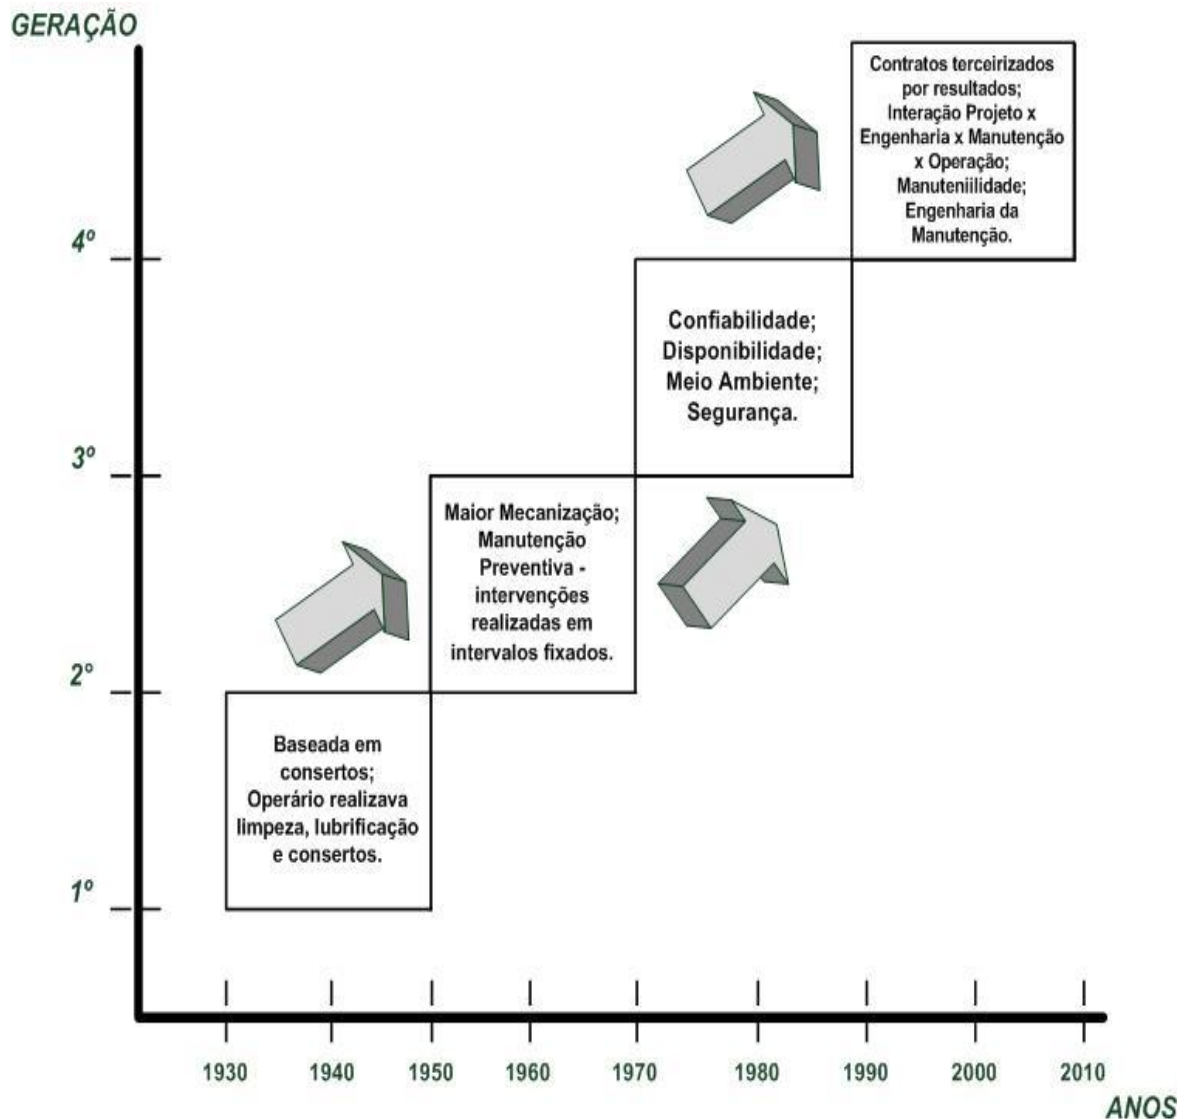 GERAÇÃO
Contratos terceirizados
por resultados;
Interação Projeto x
Engenharia x Manutenção
x Operação;
Manuteniilidade;
Engenharia da
Manutenção.
4º
Confiabilidade;
Disponibilidade;
Meio Ambiente;
Segurança.
3º
Maior Mecanização;
Manutenção
Preventiva -
intervenções
realizadas em
intervalos fixados.
2º
Baseada em
consertos;
Operário realizava
limpeza, lubrificação
e consertos.
1º
1930 1940 1950 1960 1970 1980 1990 2000 2010
ANOS